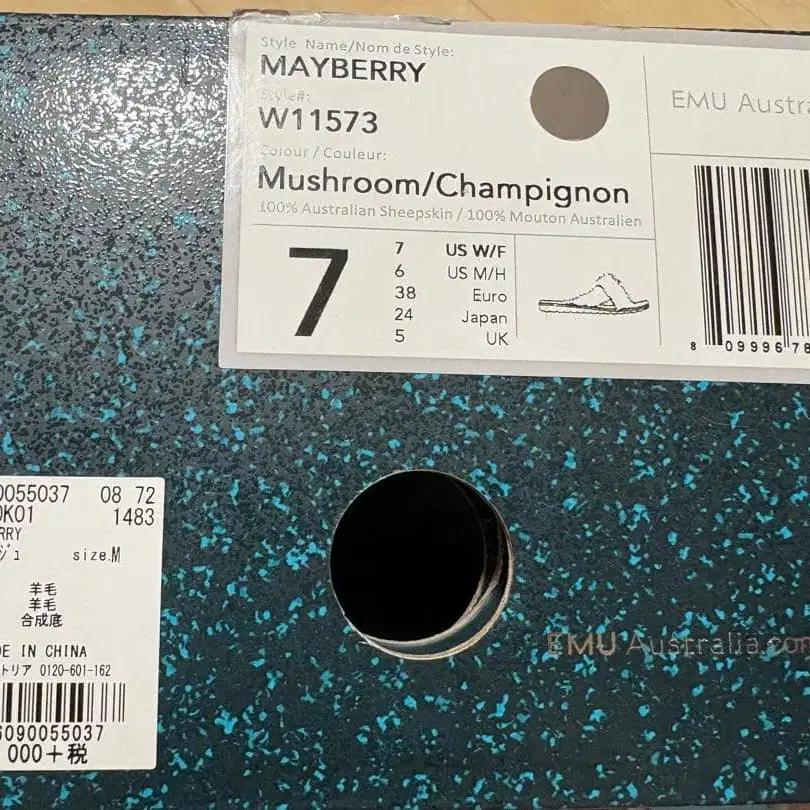 Style Name/Nom de Style:
MAYBERRY
Style#:
W11573
Colour / Couleur:
Mushroom/Champignon
100% Australian Sheepskin / 100% Mouton Australien
7
7 US W/F
6 US M/H
38 Euro
24 Japan
5 UK
EMU Austra
8 09996 78
0055037 08 72
0K01 1483
RRY
ジュ size.M
羊毛
羊毛
合成底
DE IN CHINA
トリア 0120-601-162
6090055037
000+税
EMU Australia.com